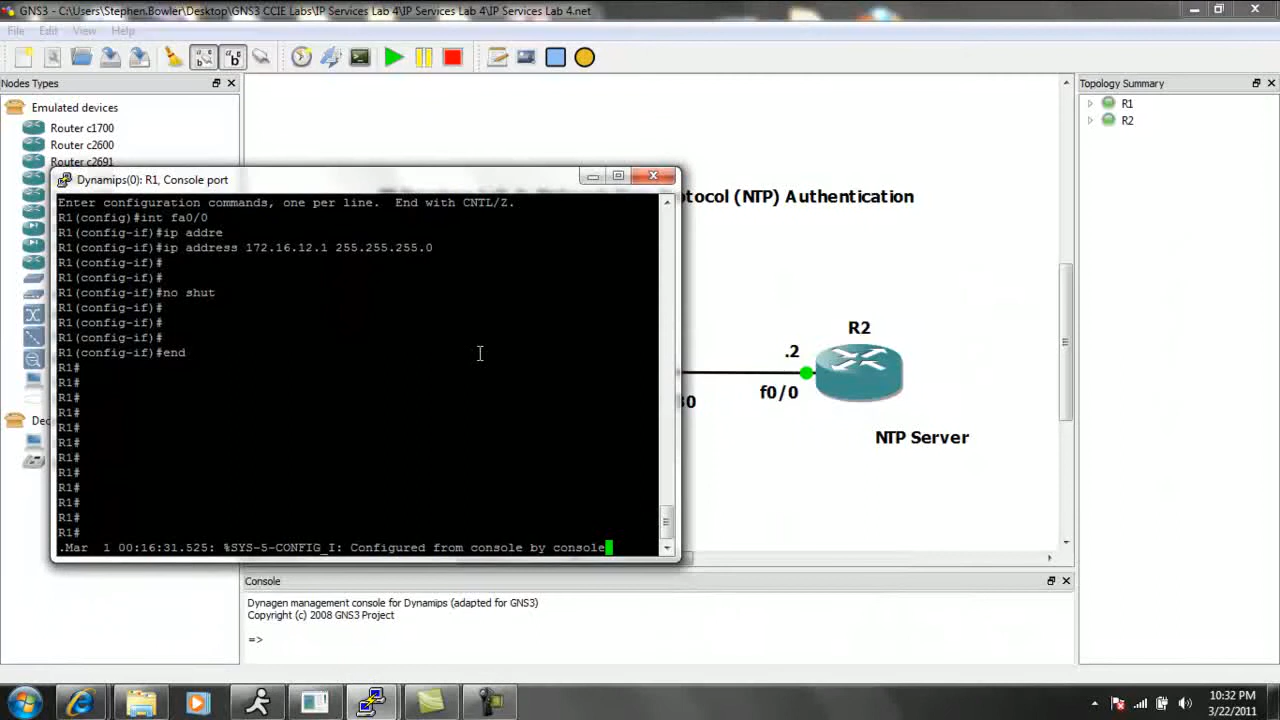 GNS3 - C:\Users\Stephen.Bowler\Desktop\GNS3 CCIE Labs\IP Services Lab 4\IP Services Lab 4\IP Services Lab 4.net
File Edit View Help
Nodes Types
Emulated devices
Router c1700
Router c2600
Router c2691
Topology Summary
R1
R2
Dynamips(0): R1, Console port
Enter configuration commands, one per line.  End with CNTL/Z.
R1(config)#int fa0/0
R1(config-if)#ip addre
R1(config-if)#ip address 172.16.12.1 255.255.255.0
R1(config-if)#
R1(config-if)#
R1(config-if)#no shut
R1(config-if)#
R1(config-if)#
R1(config-if)#
R1(config-if)#end
R1#
R1#
R1#
R1#
R1#
R1#
R1#
R1#
R1#
R1#
R1#
R1#
.Mar  1 00:16:31.525: %SYS-5-CONFIG_I: Configured from console by console
otocol (NTP) Authentication
R2
.2
f0/0
30
NTP Server
Console
Dynagen management console for Dynamips (adapted for GNS3)
Copyright (c) 2008 GNS3 Project
=>
10:32 PM
3/22/2011